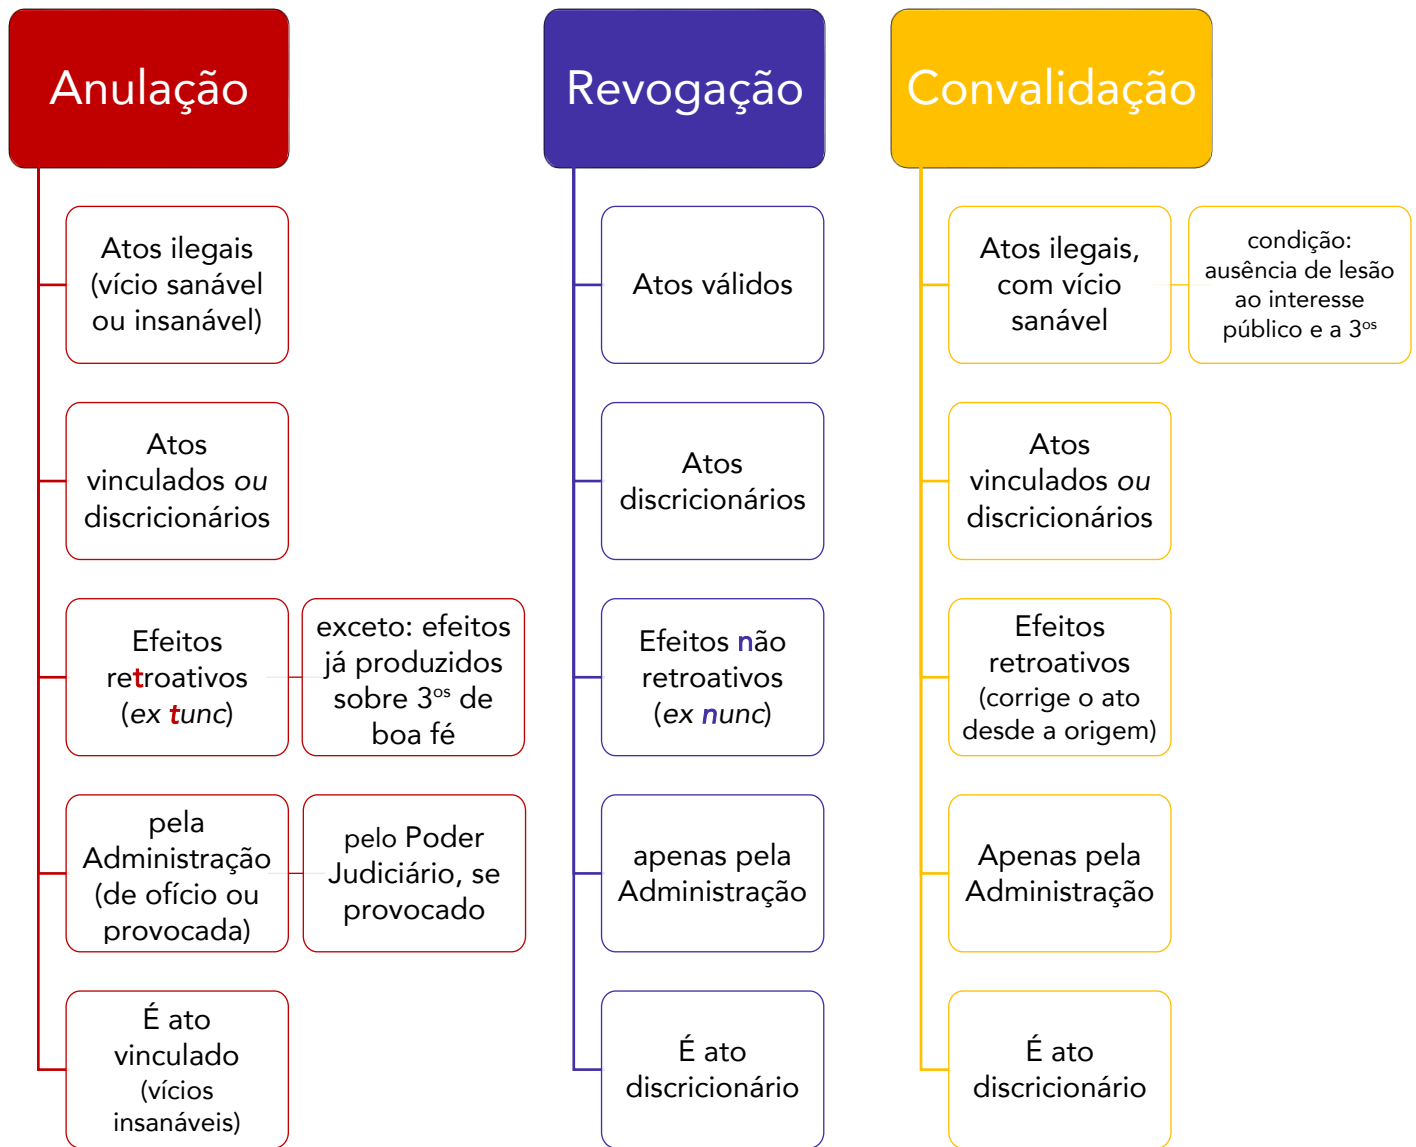 Anulação
Atos ilegais
(vício sanável
ou insanável)
Atos
vinculados ou
discricionários
Efeitos
retroativos
(ex tunc)
exceto: efeitos
já produzidos
sobre 3os de
boa fé
pela
Administração
(de ofício ou
provocada)
pelo Poder
Judiciário, se
provocado
É ato
vinculado
(vícios
insanáveis)
Revogação
Atos válidos
Atos
discricionários
Efeitos não
retroativos
(ex nunc)
apenas pela
Administração
É ato
discricionário
Convalidação
Atos ilegais,
com vício
sanável
condição:
ausência de lesão
ao interesse
público e a 3os
Atos
vinculados ou
discricionários
Efeitos
retroativos
(corrige o ato
desde a origem)
Apenas pela
Administração
É ato
discricionário